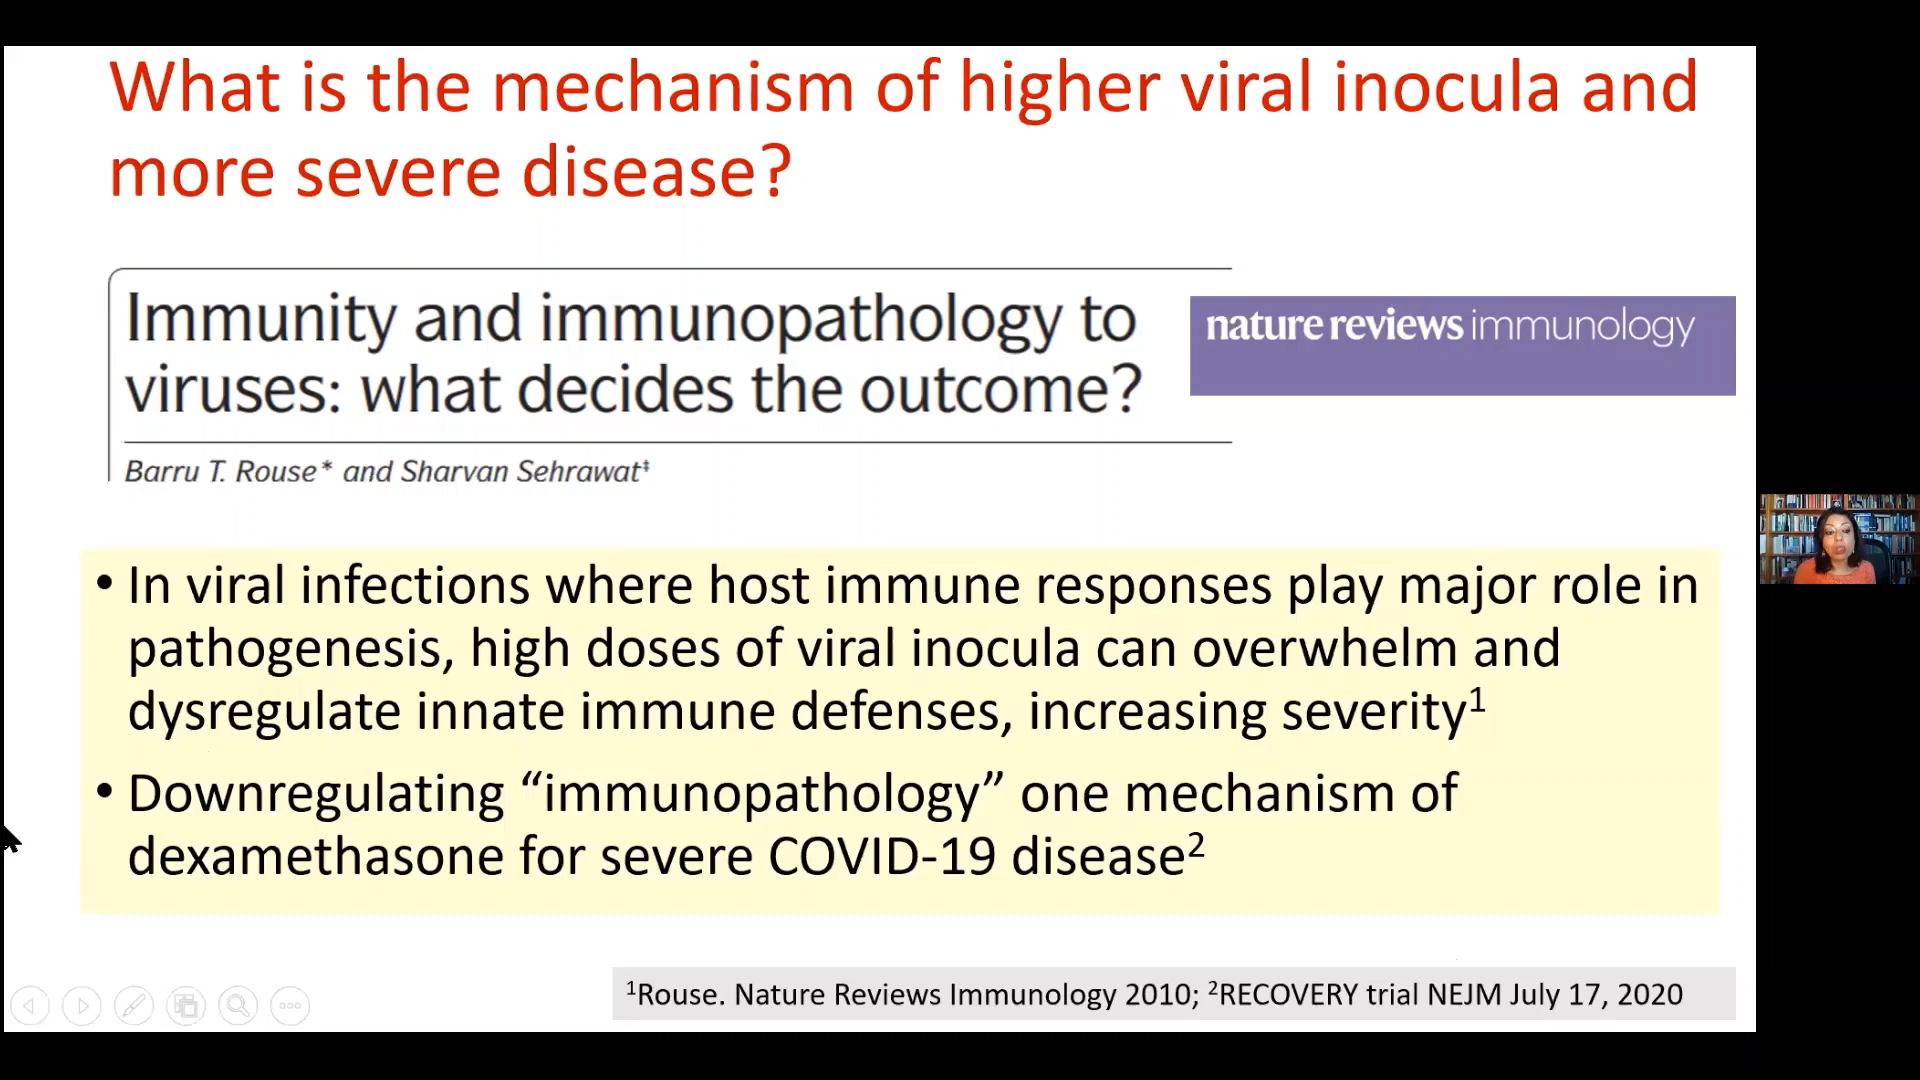 What is the mechanism of higher viral inocula and
more severe disease?
Immunity and immunopathology to
viruses: what decides the outcome?
nature reviews immunology
Barru T. Rouse* and Sharvan Sehrawat‡
• In viral infections where host immune responses play major role in
pathogenesis, high doses of viral inocula can overwhelm and
dysregulate innate immune defenses, increasing severity¹
• Downregulating “immunopathology” one mechanism of
dexamethasone for severe COVID-19 disease²
¹Rouse. Nature Reviews Immunology 2010; ²RECOVERY trial NEJM July 17, 2020